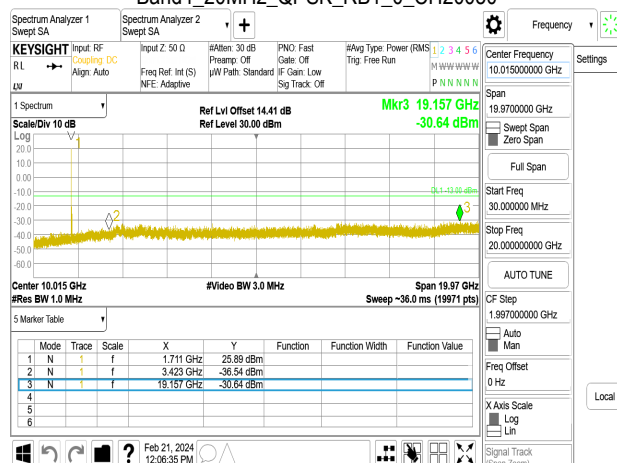 Spectrum Analyzer 1
Swept SA
Spectrum Analyzer 2
Swept SA
Frequency
KEYSIGHT
RL
Input: RF
Coupling: DC
Align: Auto
Input Z: 50 Ω
Freq Ref: Int (S)
NFE: Adaptive
#Atten: 30 dB
Preamp: Off
µW Path: Standard
PNO: Fast
Gate: Off
IF Gain: Low
Sig Track: Off
#Avg Type: Power (RMS
Trig: Free Run
1 2 3 4 5 6
M W W W W W
P N N N N N
1 Spectrum
Scale/Div 10 dB
Ref Lvl Offset 14.41 dB
Ref Level 30.00 dBm
Mkr3 19.157 GHz
-30.64 dBm
Log
20.0
10.0
0.00
-10.0
-20.0
-30.0
-40.0
-50.0
-60.0
1
2
3
DL1 -13.00 dBm
Center 10.015 GHz
#Res BW 1.0 MHz
#Video BW 3.0 MHz
Span 19.97 GHz
Sweep ~36.0 ms (19971 pts)
5 Marker Table
Mode Trace Scale X Y Function Function Width Function Value
1 N 1 f 1.711 GHz 25.89 dBm
2 N 1 f 3.423 GHz -36.54 dBm
3 N 1 f 19.157 GHz -30.64 dBm
4
5
6
Feb 21, 2024
12:06:35 PM
Center Frequency
10.015000000 GHz
Span
19.9700000 GHz
Swept Span
Zero Span
Full Span
Start Freq
30.000000 MHz
Stop Freq
20.000000000 GHz
AUTO TUNE
CF Step
1.997000000 GHz
Auto
Man
Freq Offset
0 Hz
X Axis Scale
Log
Lin
Signal Track
(Span Zoom)
Settings
Local